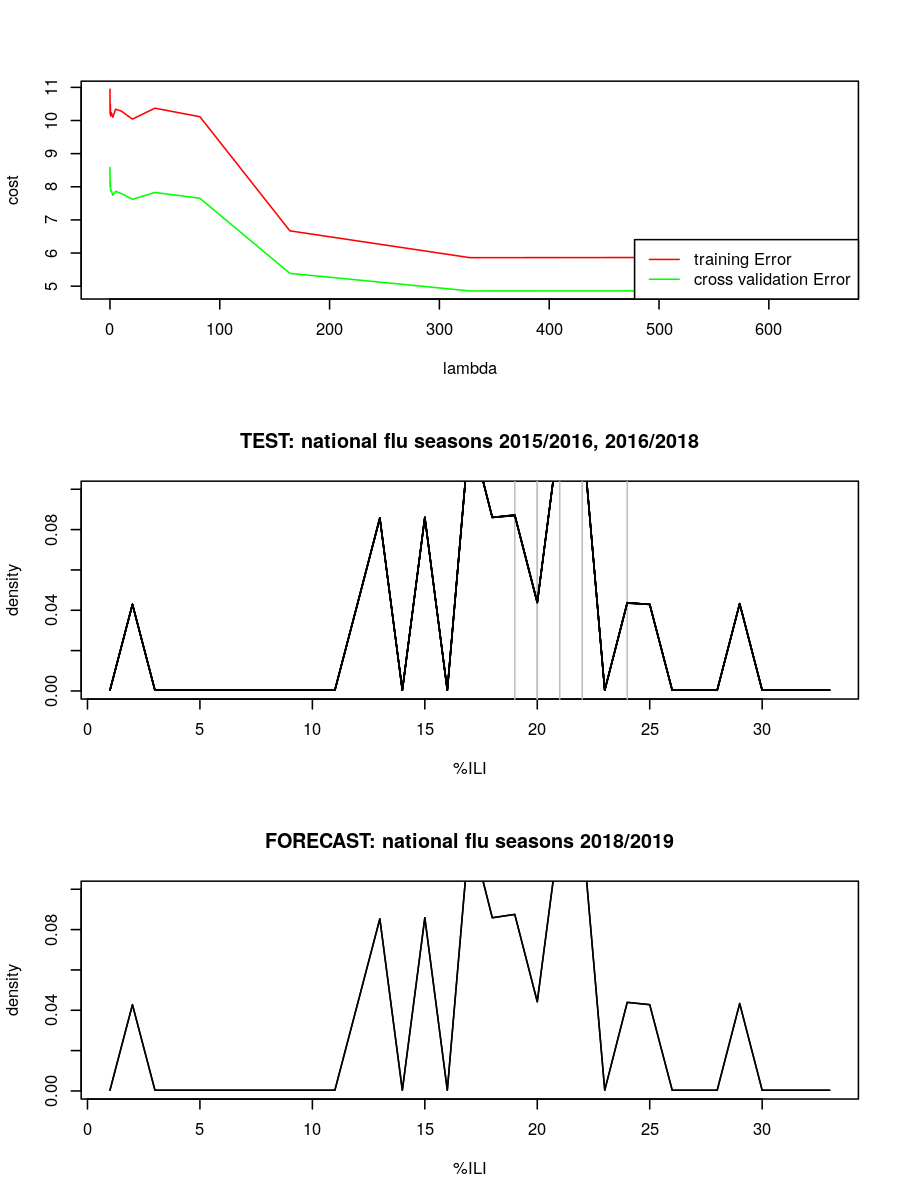 cost
5 6 7 8 9 10 11
training Error
cross validation Error
0 100 200 300 400 500 600
lambda
TEST: national flu seasons 2015/2016, 2016/2018
density
0.00 0.04 0.08
0 5 10 15 20 25 30
%ILI
FORECAST: national flu seasons 2018/2019
density
0.00 0.04 0.08
0 5 10 15 20 25 30
%ILI